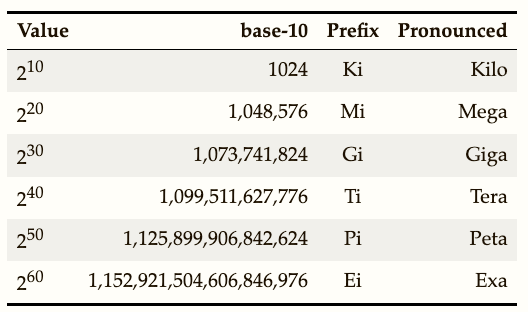 Value base-10 Prefix Pronounced
2^10 1024 Ki Kilo
2^20 1,048,576 Mi Mega
2^30 1,073,741,824 Gi Giga
2^40 1,099,511,627,776 Ti Tera
2^50 1,125,899,906,842,624 Pi Peta
2^60 1,152,921,504,606,846,976 Ei Exa